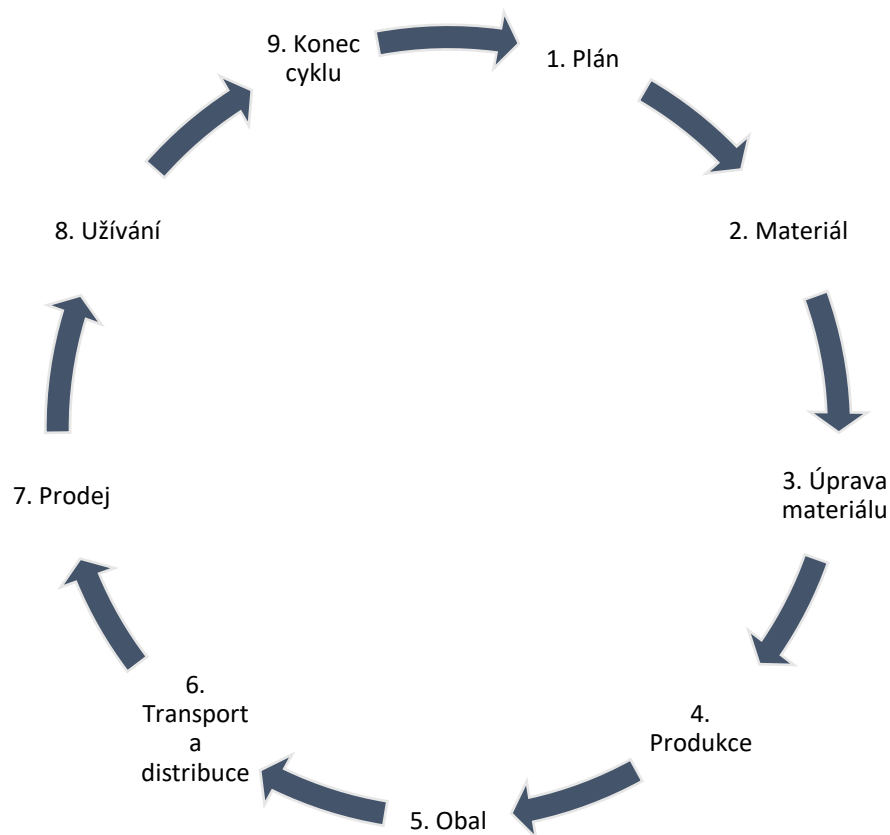 1. Plán
2. Materiál
3. Úprava
materiálu
4.
Produkce
5. Obal
6.
Transport
a
distribuce
7. Prodej
8. Užívání
9. Konec
cyklu